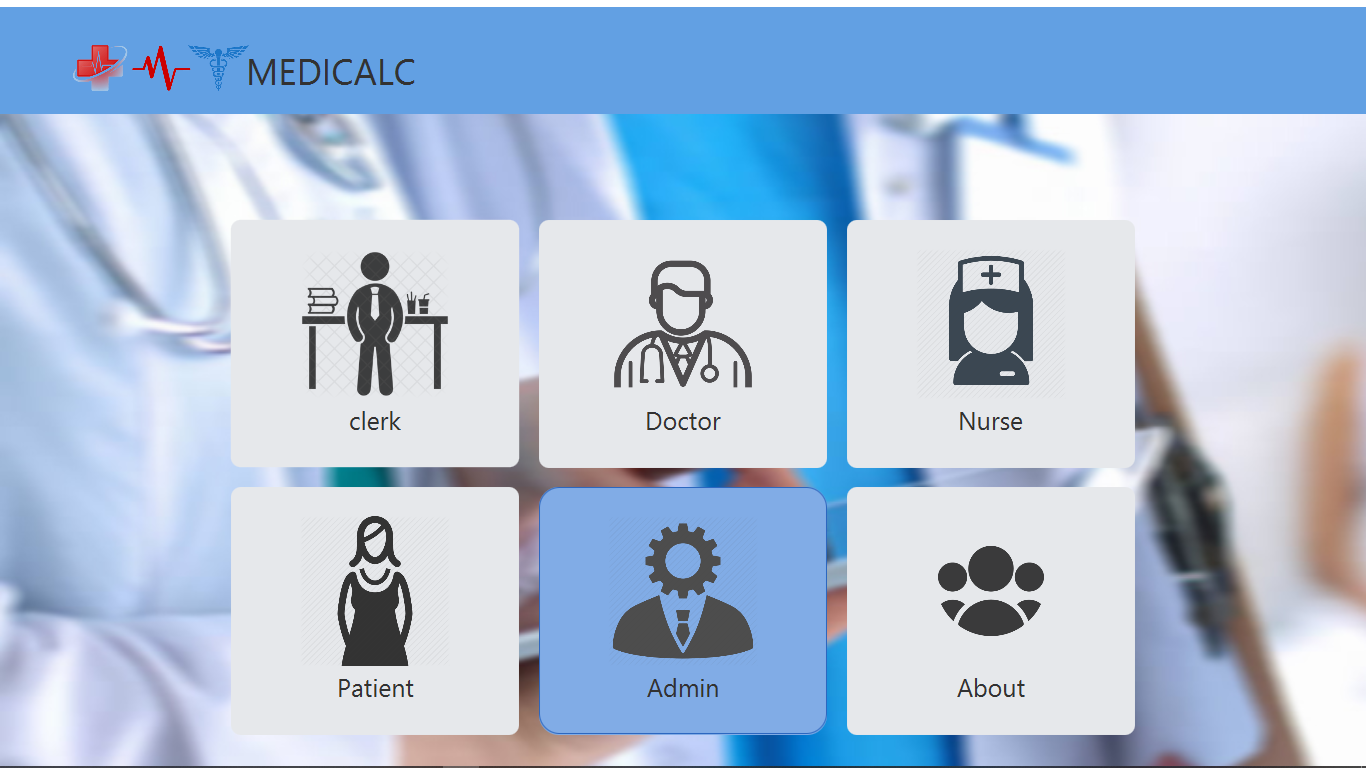 MEDICALC
clerk
Doctor
Nurse
Patient
Admin
About